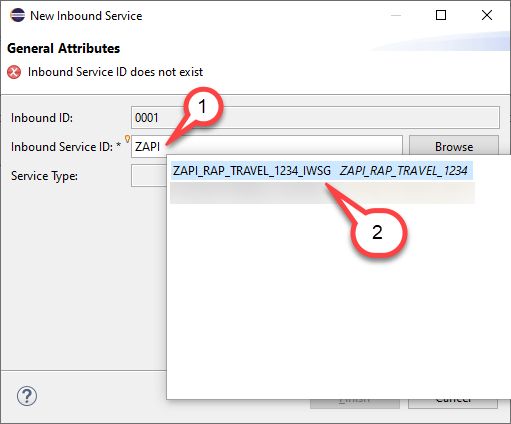 New Inbound Service
General Attributes
Inbound Service ID does not exist
1
Inbound ID:
0001
Inbound Service ID: *
ZAPI
Browse
ZAPI_RAP_TRAVEL_1234_IWSG ZAPI_RAP_TRAVEL_1234
Service Type:
2
?
Finish
Cancel